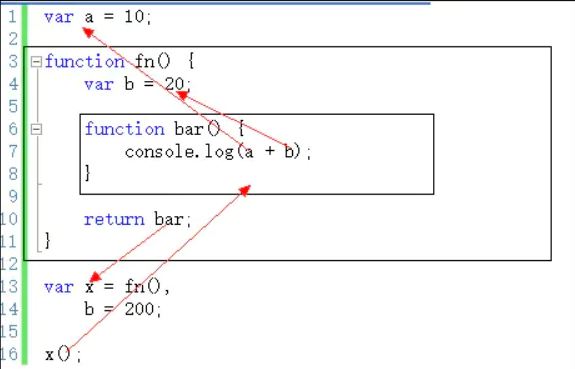 1 var a = 10;
2
3 function fn() {
4 var b = 20;
5
6 function bar() {
7 console.log(a + b);
8 }
9
10 return bar;
11 }
12
13 var x = fn(),
14 b = 200;
15
16 x();